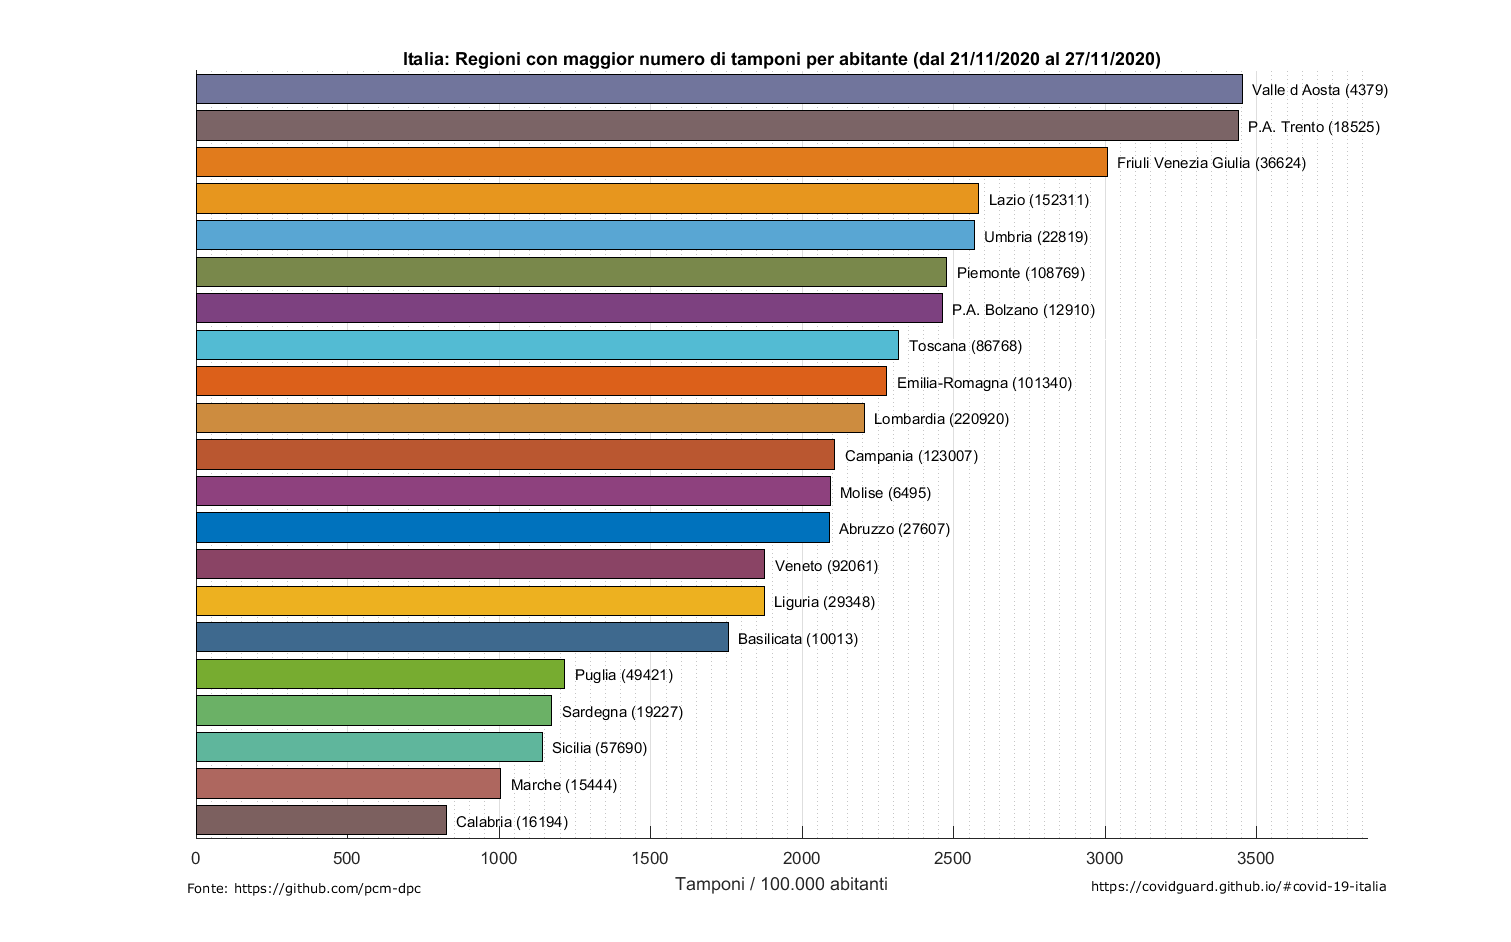 Italia: Regioni con maggior numero di tamponi per abitante (dal 21/11/2020 al 27/11/2020)
Valle d Aosta (4379)
P.A. Trento (18525)
Friuli Venezia Giulia (36624)
Lazio (152311)
Umbria (22819)
Piemonte (108769)
P.A. Bolzano (12910)
Toscana (86768)
Emilia-Romagna (101340)
Lombardia (220920)
Campania (123007)
Molise (6495)
Abruzzo (27607)
Veneto (92061)
Liguria (29348)
Basilicata (10013)
Puglia (49421)
Sardegna (19227)
Sicilia (57690)
Marche (15444)
Calabria (16194)
0 500 1000 1500 2000 2500 3000 3500
Tamponi / 100.000 abitanti
Fonte: https://github.com/pcm-dpc
https://covidguard.github.io/#covid-19-italia